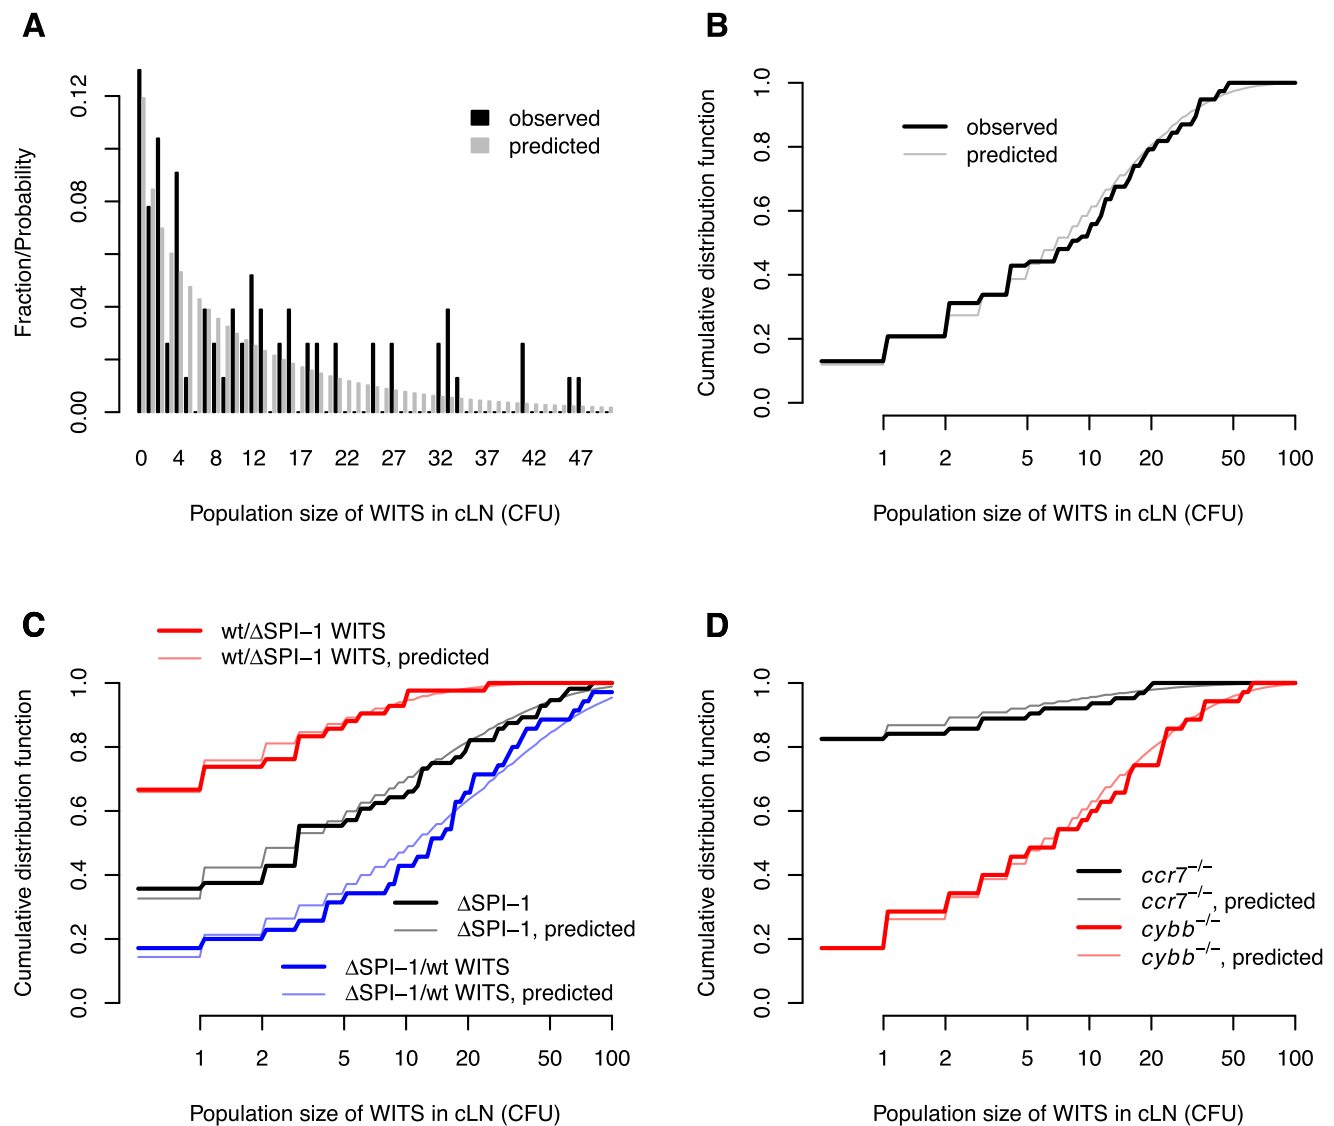 A
Fraction/Probability
0.00 0.04 0.08 0.12
observed
predicted
0 4 8 12 17 22 27 32 37 42 47
Population size of WITS in cLN (CFU)
B
Cumulative distribution function
0.0 0.2 0.4 0.6 0.8 1.0
observed
predicted
1 2 5 10 20 50 100
Population size of WITS in cLN (CFU)
C
wt/ΔSPI−1 WITS
wt/ΔSPI−1 WITS, predicted
Cumulative distribution function
0.0 0.2 0.4 0.6 0.8 1.0
ΔSPI−1
ΔSPI−1, predicted
ΔSPI−1/wt WITS
ΔSPI−1/wt WITS, predicted
1 2 5 10 20 50 100
Population size of WITS in cLN (CFU)
D
Cumulative distribution function
0.0 0.2 0.4 0.6 0.8 1.0
ccr7−/−
ccr7−/−, predicted
cybb−/−
cybb−/−, predicted
1 2 5 10 20 50 100
Population size of WITS in cLN (CFU)